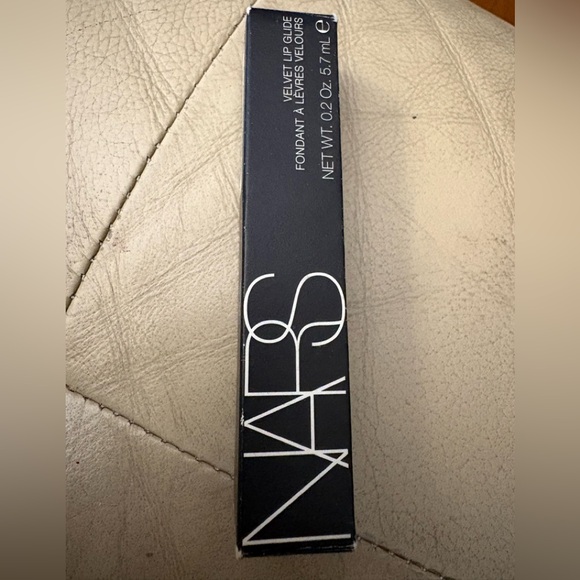 NARS
VELVET LIP GLIDE
FONDANT À LÈVRES VELOURS
NET WT. 0.2 Oz. 5.7 mL ℮